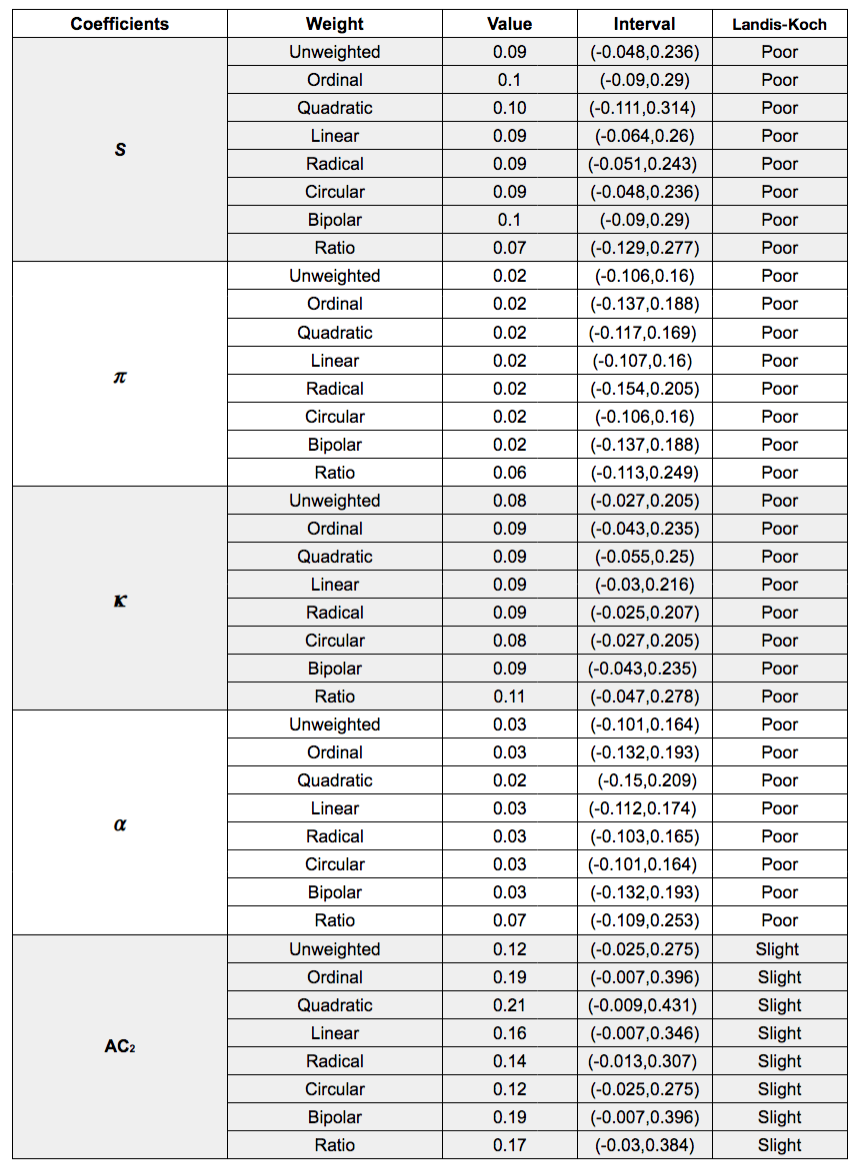 Coefficients Weight Value Interval Landis-Koch
Unweighted 0.09 (-0.048,0.236) Poor
Ordinal 0.1 (-0.09,0.29) Poor
Quadratic 0.10 (-0.111,0.314) Poor
Linear 0.09 (-0.064,0.26) Poor
S
Radical 0.09 (-0.051,0.243) Poor
Circular 0.09 (-0.048,0.236) Poor
Bipolar 0.1 (-0.09,0.29) Poor
Ratio 0.07 (-0.129,0.277) Poor
Unweighted 0.02 (-0.106,0.16) Poor
Ordinal 0.02 (-0.137,0.188) Poor
Quadratic 0.02 (-0.117,0.169) Poor
Linear 0.02 (-0.107,0.16) Poor
π
Radical 0.02 (-0.154,0.205) Poor
Circular 0.02 (-0.106,0.16) Poor
Bipolar 0.02 (-0.137,0.188) Poor
Ratio 0.06 (-0.113,0.249) Poor
Unweighted 0.08 (-0.027,0.205) Poor
Ordinal 0.09 (-0.043,0.235) Poor
Quadratic 0.09 (-0.055,0.25) Poor
Linear 0.09 (-0.03,0.216) Poor
κ
Radical 0.09 (-0.025,0.207) Poor
Circular 0.08 (-0.027,0.205) Poor
Bipolar 0.09 (-0.043,0.235) Poor
Ratio 0.11 (-0.047,0.278) Poor
Unweighted 0.03 (-0.101,0.164) Poor
Ordinal 0.03 (-0.132,0.193) Poor
Quadratic 0.02 (-0.15,0.209) Poor
Linear 0.03 (-0.112,0.174) Poor
α
Radical 0.03 (-0.103,0.165) Poor
Circular 0.03 (-0.101,0.164) Poor
Bipolar 0.03 (-0.132,0.193) Poor
Ratio 0.07 (-0.109,0.253) Poor
Unweighted 0.12 (-0.025,0.275) Slight
Ordinal 0.19 (-0.007,0.396) Slight
Quadratic 0.21 (-0.009,0.431) Slight
Linear 0.16 (-0.007,0.346) Slight
AC₂
Radical 0.14 (-0.013,0.307) Slight
Circular 0.12 (-0.025,0.275) Slight
Bipolar 0.19 (-0.007,0.396) Slight
Ratio 0.17 (-0.03,0.384) Slight